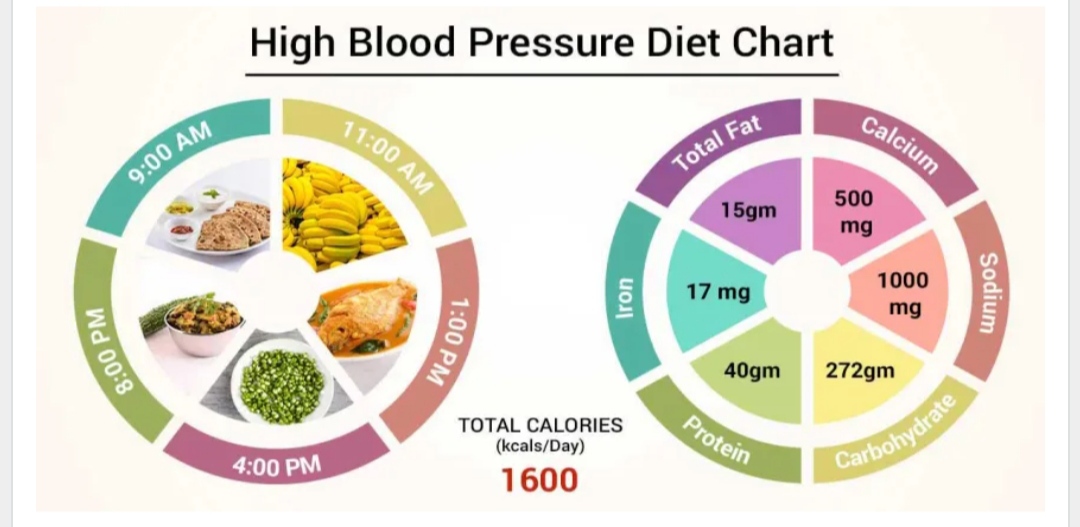 High Blood Pressure Diet Chart
9:00 AM
11:00 AM
1:00 PM
4:00 PM
8:00 PM
TOTAL CALORIES
(kcals/Day)
1600
Total Fat
15gm
Calcium
500
mg
Sodium
1000
mg
Carbohydrate
272gm
Protein
40gm
Iron
17 mg